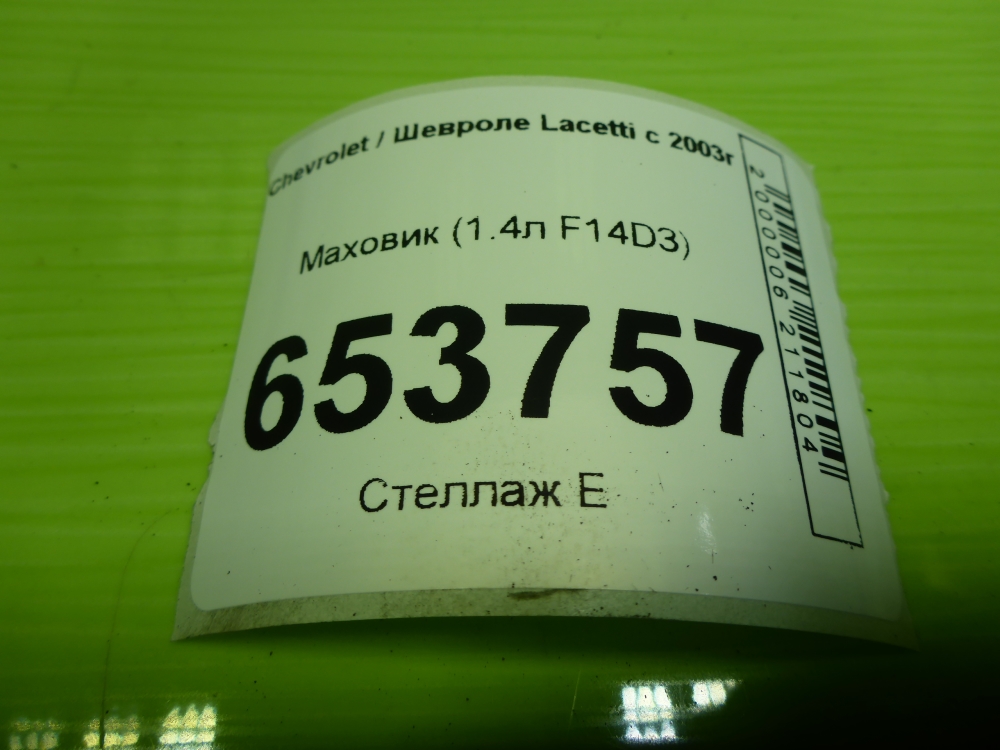 Chevrolet / Шевроле Lacetti с 2003г
Маховик (1.4л F14D3)
653757
Стеллаж Е
2000006211804